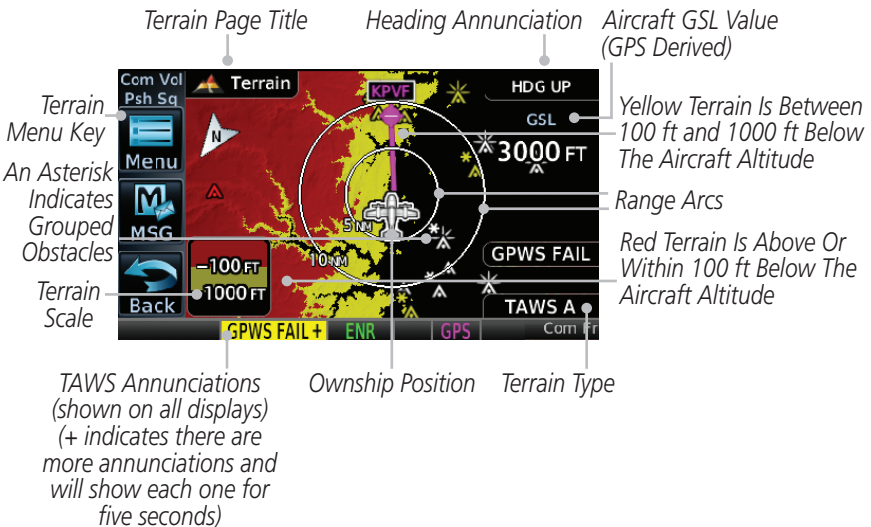 Terrain Page Title
Heading Annunciation
Aircraft GSL Value
(GPS Derived)
Terrain
Menu Key
An Asterisk
Indicates
Grouped
Obstacles
Terrain
Scale
Com Vol
Psh Sq
Menu
MSG
Back
Terrain
N
KPVF
5 NM
10 NM
-100 FT
-1000 FT
HDG UP
GSL
3000 FT
GPWS FAIL
TAWS A
GPWS FAIL +
ENR
GPS
Com Fr
Yellow Terrain Is Between
100 ft and 1000 ft Below
The Aircraft Altitude
Range Arcs
Red Terrain Is Above Or
Within 100 ft Below The
Aircraft Altitude
TAWS Annunciations
(shown on all displays)
(+ indicates there are
more annunciations and
will show each one for
five seconds)
Ownship Position
Terrain Type